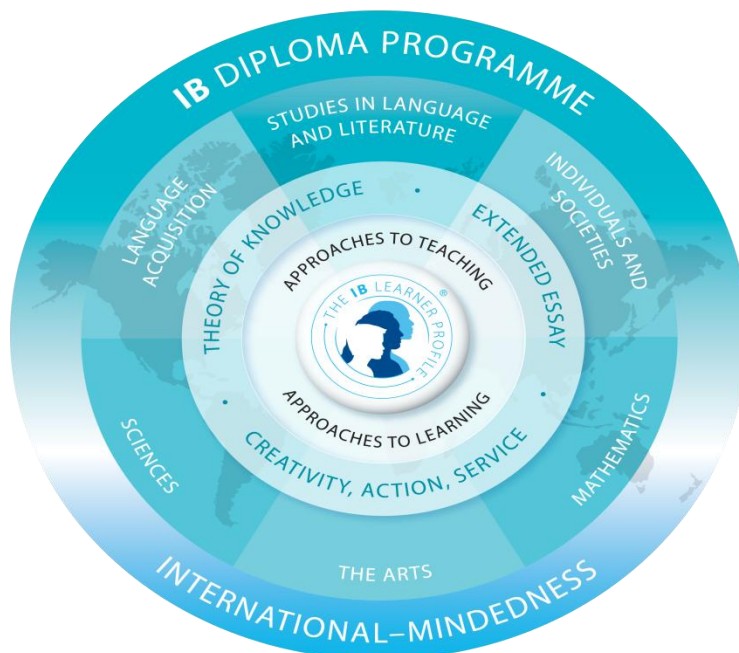 IB DIPLOMA PROGRAMME
STUDIES IN LANGUAGE
AND LITERATURE
LANGUAGE
ACQUISITION
INDIVIDUALS AND
SOCIETIES
THEORY OF KNOWLEDGE
EXTENDED ESSAY
APPROACHES TO TEACHING
THE IB LEARNER PROFILE
®
APPROACHES TO LEARNING
CREATIVITY, ACTION, SERVICE
SCIENCES
MATHEMATICS
THE ARTS
INTERNATIONAL–MINDEDNESS